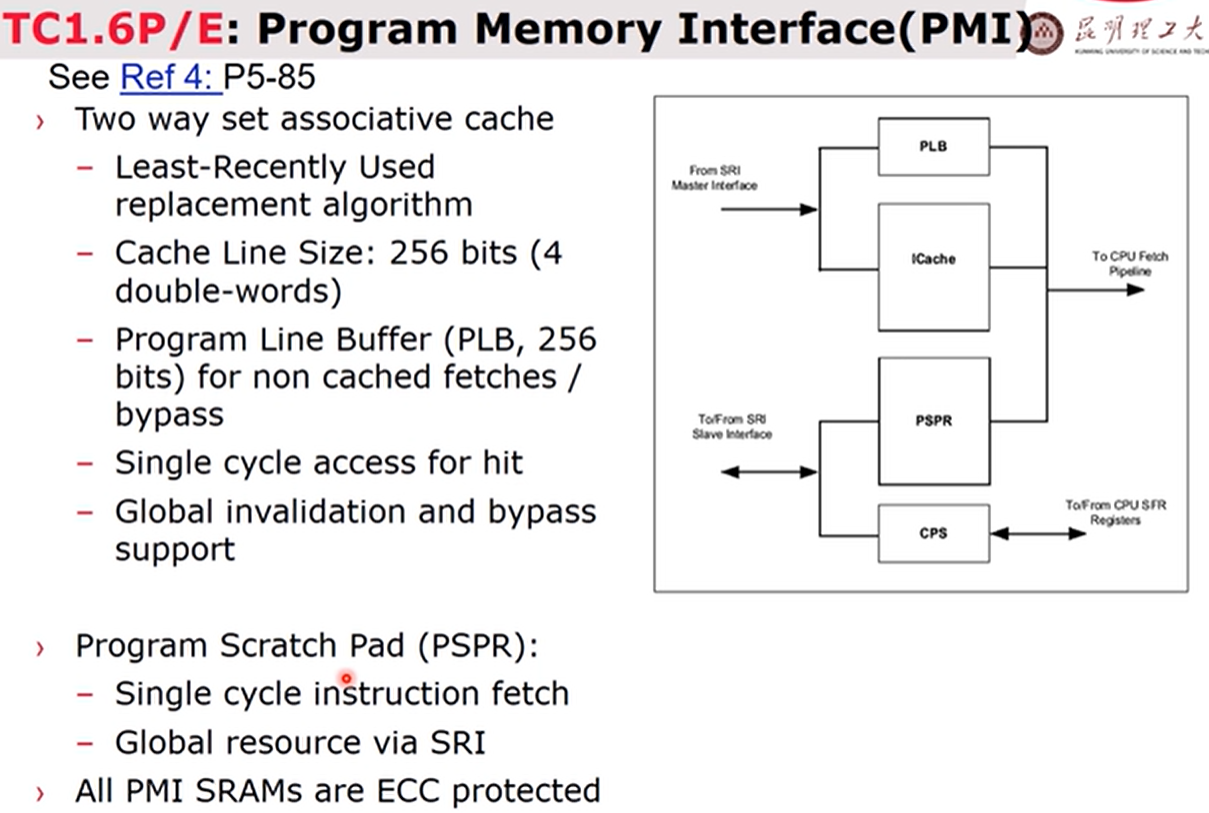 TC1.6P/E: Program Memory Interface(PMI)
昆明理工大
KUNMING UNIVERSITY OF SCIENCE AND TECH
See Ref 4: P5-85
› Two way set associative cache
– Least-Recently Used
replacement algorithm
– Cache Line Size: 256 bits (4
double-words)
– Program Line Buffer (PLB, 256
bits) for non cached fetches /
bypass
– Single cycle access for hit
– Global invalidation and bypass
support
› Program Scratch Pad (PSPR):
– Single cycle instruction fetch
– Global resource via SRI
› All PMI SRAMs are ECC protected
PLB
From SRI
Master Interface
ICache
To CPU Fetch
Pipeline
PSPR
To/From SRI
Slave Interface
CPS
To/From CPU SFR
Registers